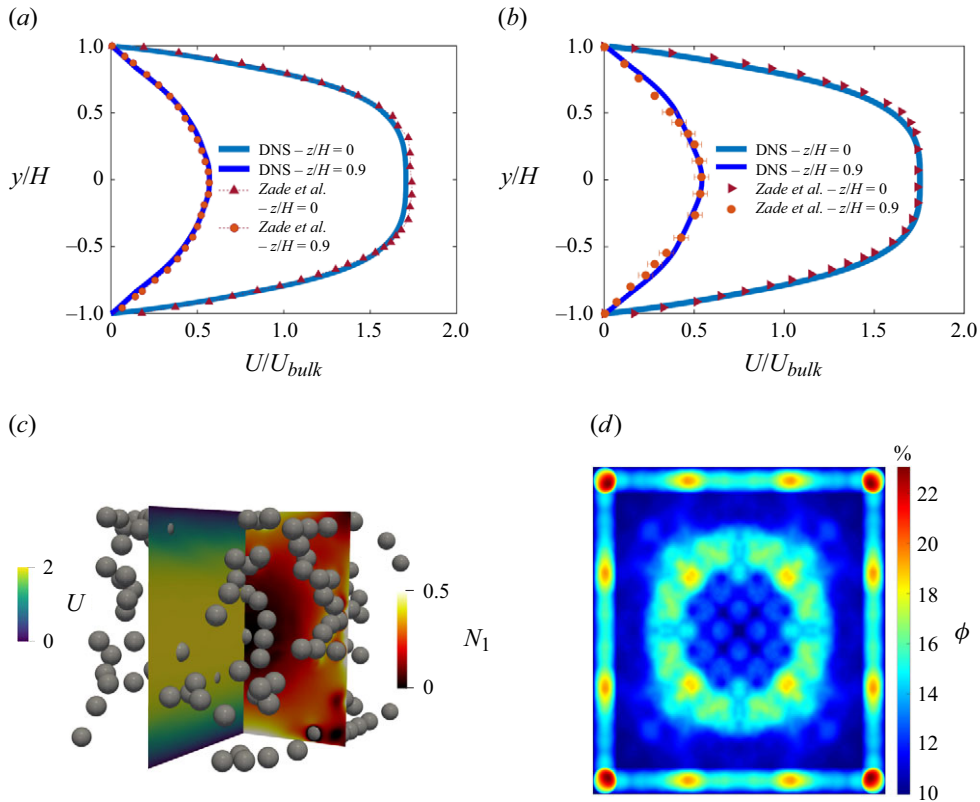 (a)
1.0
0.5
y/H
0
−0.5
−1.0
0
0.5
1.0
1.5
2.0
U/U_bulk
DNS – z/H = 0
DNS – z/H = 0.9
Zade et al.
– z/H = 0
Zade et al.
– z/H = 0.9
(b)
1.0
0.5
y/H
0
−0.5
−1.0
0
0.5
1.0
1.5
2.0
U/U_bulk
DNS – z/H = 0
DNS – z/H = 0.9
Zade et al. – z/H = 0
Zade et al. – z/H = 0.9
(c)
2
U
0
0.5
N1
0
(d)
%
22
20
18
16
ϕ
14
12
10